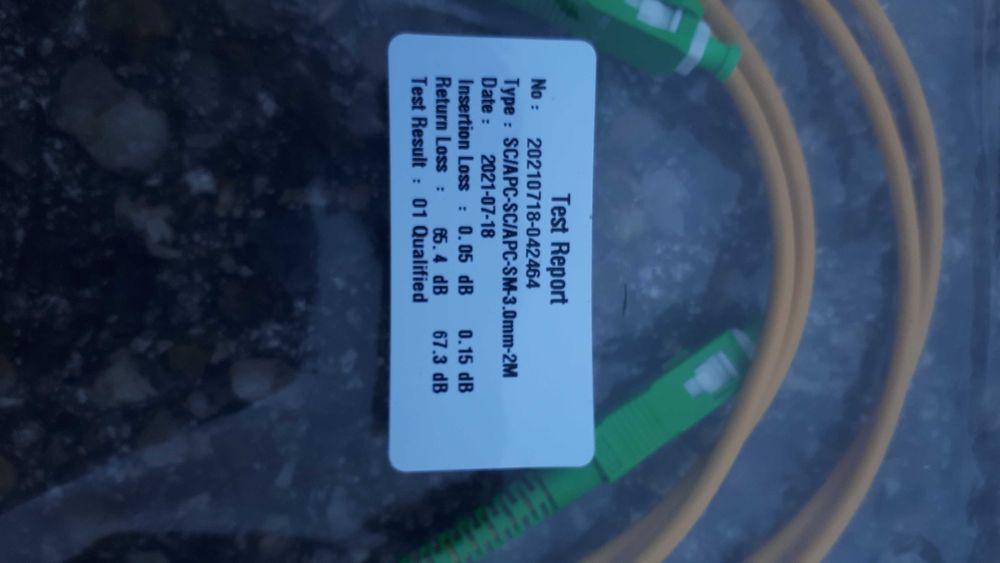 Test Report
No : 20210718-042464
Type : SC/APC-SC/APC-SM-3.0mm-2M
Date : 2021-07-18
Insertion Loss : 0.05 dB 0.15 dB
Return Loss : 65.4 dB 67.3 dB
Test Result : 01 Qualified